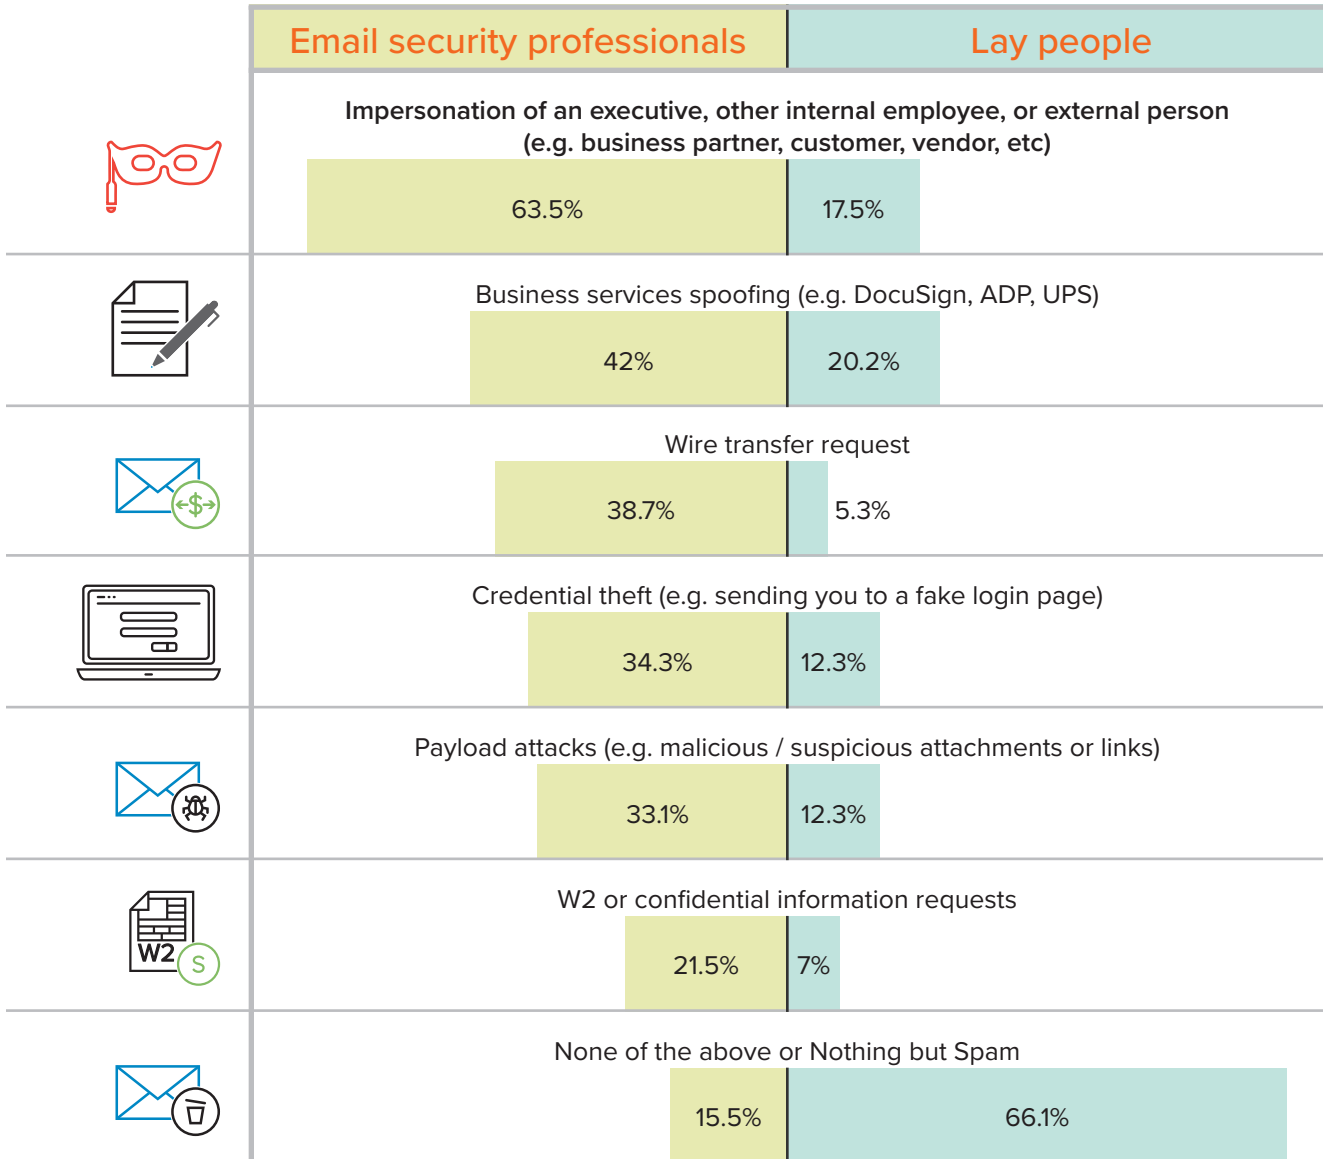 Email security professionals
Lay people
Impersonation of an executive, other internal employee, or external person
(e.g. business partner, customer, vendor, etc)
63.5%
17.5%
Business services spoofing (e.g. DocuSign, ADP, UPS)
42%
20.2%
Wire transfer request
$
38.7%
5.3%
Credential theft (e.g. sending you to a fake login page)
34.3%
12.3%
Payload attacks (e.g. malicious / suspicious attachments or links)
33.1%
12.3%
W2 or confidential information requests
W2
S
21.5%
7%
None of the above or Nothing but Spam
15.5%
66.1%